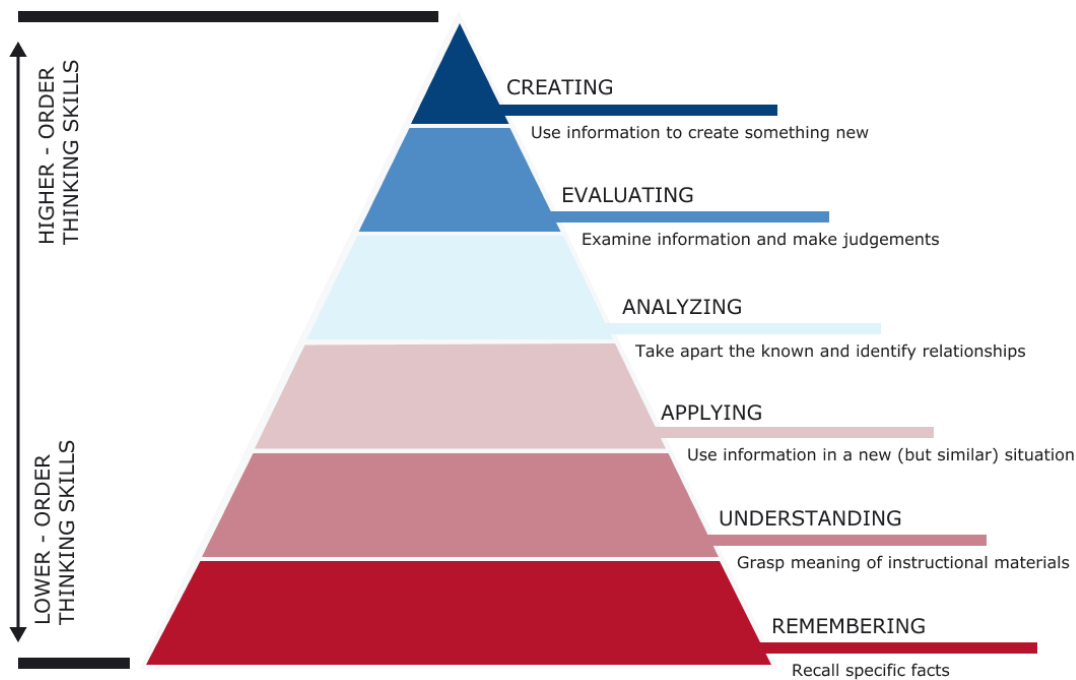 HIGHER - ORDER
THINKING SKILLS
CREATING
Use information to create something new
EVALUATING
Examine information and make judgements
ANALYZING
Take apart the known and identify relationships
APPLYING
Use information in a new (but similar) situation
LOWER - ORDER
THINKING SKILLS
UNDERSTANDING
Grasp meaning of instructional materials
REMEMBERING
Recall specific facts